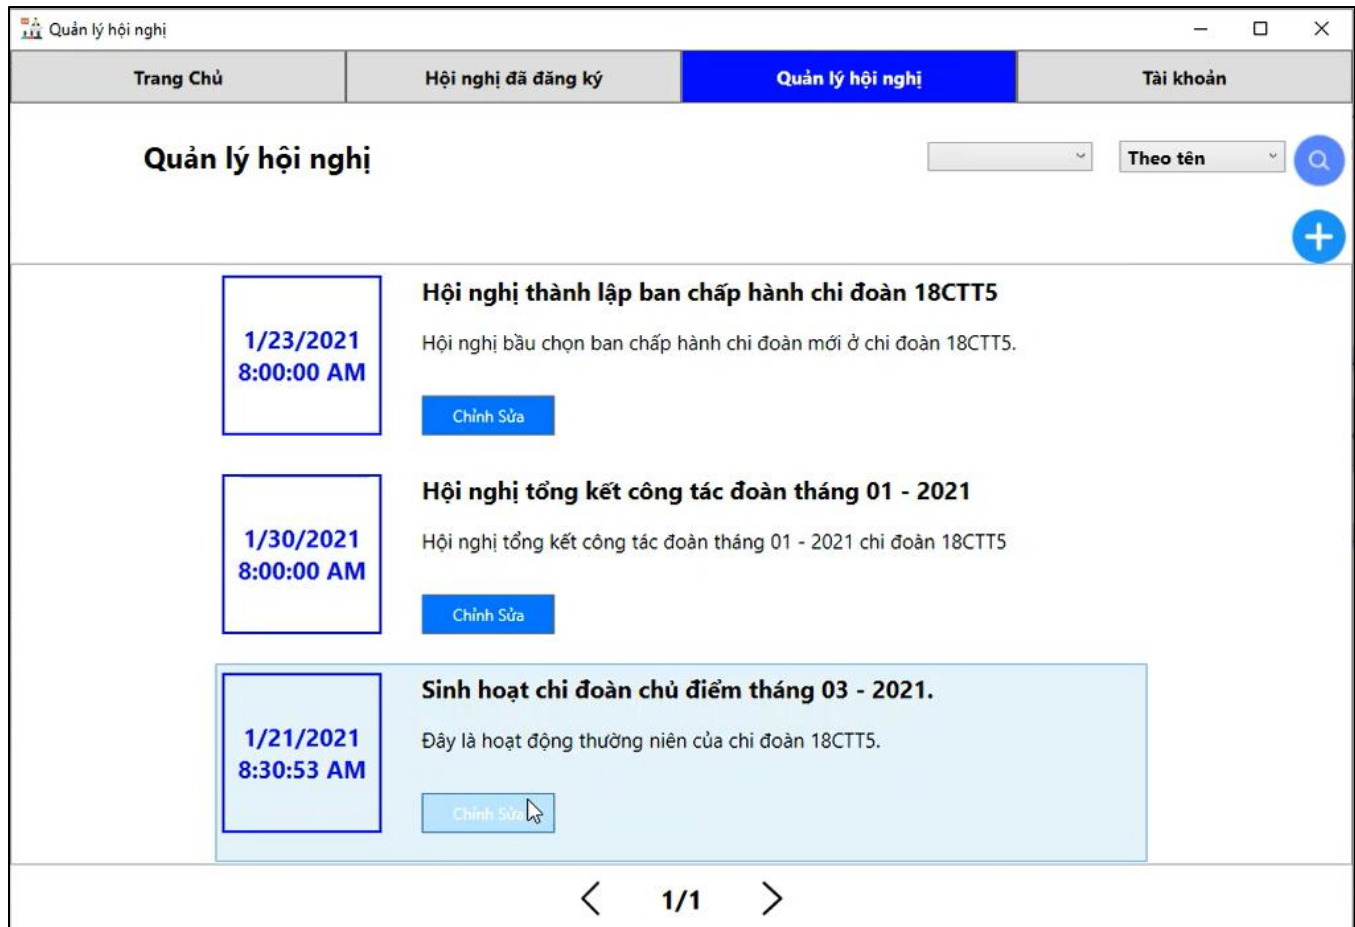 Quản lý hội nghị
Trang Chủ
Hội nghị đã đăng ký
Quản lý hội nghị
Tài khoản
Quản lý hội nghị
Theo tên
1/23/2021
8:00:00 AM
Hội nghị thành lập ban chấp hành chi đoàn 18CTT5
Hội nghị bầu chọn ban chấp hành chi đoàn mới ở chi đoàn 18CTT5.
Chỉnh Sửa
1/30/2021
8:00:00 AM
Hội nghị tổng kết công tác đoàn tháng 01 - 2021
Hội nghị tổng kết công tác đoàn tháng 01 - 2021 chi đoàn 18CTT5
Chỉnh Sửa
1/21/2021
8:30:53 AM
Sinh hoạt chi đoàn chủ điểm tháng 03 - 2021.
Đây là hoạt động thường niên của chi đoàn 18CTT5.
Chỉnh Sửa
1/1